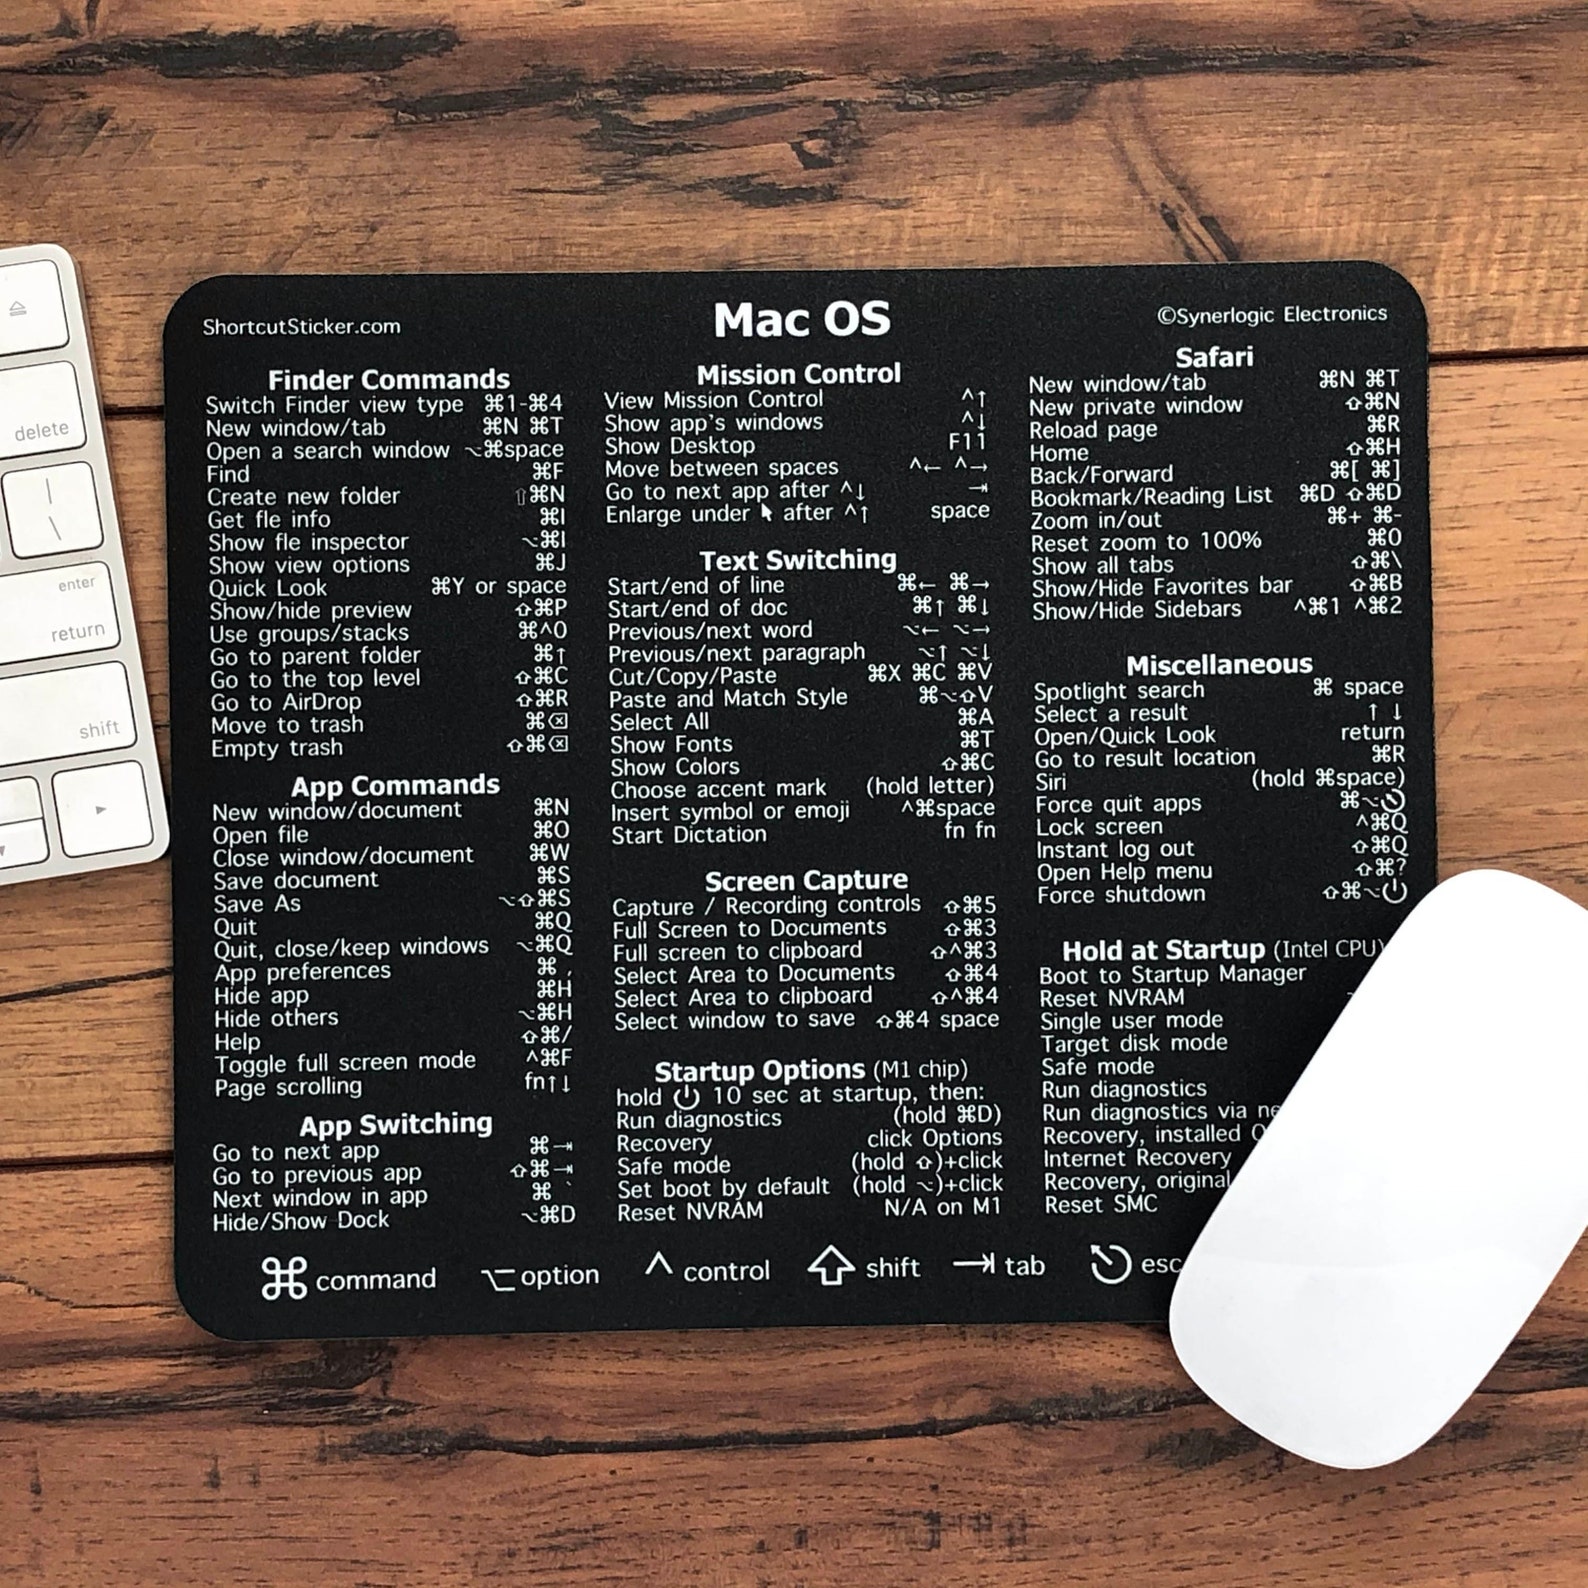 delete
enter
return
shift
ShortcutSticker.com
Mac OS
©Synerlogic Electronics
Finder Commands
Switch Finder view type ⌘1-⌘4
New window/tab ⌘N ⌘T
Open a search window ⌥⌘space
Find ⌘F
Create new folder ⇧⌘N
Get fle info ⌘I
Show fle inspector ⌥⌘I
Show view options ⌘J
Quick Look ⌘Y or space
Show/hide preview ⇧⌘P
Use groups/stacks ⌘^0
Go to parent folder ⌘↑
Go to the top level ⇧⌘C
Go to AirDrop ⇧⌘R
Move to trash ⌘⌫
Empty trash ⇧⌘⌫
App Commands
New window/document ⌘N
Open file ⌘O
Close window/document ⌘W
Save document ⌘S
Save As ⌥⇧⌘S
Quit ⌘Q
Quit, close/keep windows ⌥⌘Q
App preferences ⌘ ,
Hide app ⌘H
Hide others ⌥⌘H
Help ⇧⌘/
Toggle full screen mode ^⌘F
Page scrolling fn↑↓
App Switching
Go to next app ⌘⇥
Go to previous app ⇧⌘⇥
Next window in app ⌘ `
Hide/Show Dock ⌥⌘D
Mission Control
View Mission Control ^↑
Show app's windows ^↓
Show Desktop F11
Move between spaces ^← ^→
Go to next app after ^↓ ⇥
Enlarge under after ^↑ space
Text Switching
Start/end of line ⌘← ⌘→
Start/end of doc ⌘↑ ⌘↓
Previous/next word ⌥← ⌥→
Previous/next paragraph ⌥↑ ⌥↓
Cut/Copy/Paste ⌘X ⌘C ⌘V
Paste and Match Style ⌘⌥⇧V
Select All ⌘A
Show Fonts ⌘T
Show Colors ⇧⌘C
Choose accent mark (hold letter)
Insert symbol or emoji ^⌘space
Start Dictation fn fn
Screen Capture
Capture / Recording controls ⇧⌘5
Full Screen to Documents ⇧⌘3
Full screen to clipboard ⇧^⌘3
Select Area to Documents ⇧⌘4
Select Area to clipboard ⇧^⌘4
Select window to save ⇧⌘4 space
Startup Options (M1 chip)
hold ⏻ 10 sec at startup, then:
Run diagnostics (hold ⌘D)
Recovery click Options
Safe mode (hold ⇧)+click
Set boot by default (hold ⌥)+click
Reset NVRAM N/A on M1
Safari
New window/tab ⌘N ⌘T
New private window ⇧⌘N
Reload page ⌘R
Home ⇧⌘H
Back/Forward ⌘[ ⌘]
Bookmark/Reading List ⌘D ⇧⌘D
Zoom in/out ⌘+ ⌘-
Reset zoom to 100% ⌘0
Show all tabs ⇧⌘\
Show/Hide Favorites bar ⇧⌘B
Show/Hide Sidebars ^⌘1 ^⌘2
Miscellaneous
Spotlight search ⌘ space
Select a result ↑ ↓
Open/Quick Look return
Go to result location ⌘R
Siri (hold ⌘space)
Force quit apps ⌘⌥⎋
Lock screen ^⌘Q
Instant log out ⇧⌘Q
Open Help menu ⇧⌘?
Force shutdown ⇧⌘⌥⏻
Hold at Startup (Intel CPU)
Boot to Startup Manager
Reset NVRAM
Single user mode
Target disk mode
Safe mode
Run diagnostics
Run diagnostics via
Recovery, installed
Internet Recovery
Recovery, original
Reset SMC
⌘ command ⌥ option ^ control ⇧ shift ⇥ tab ⎋ esc